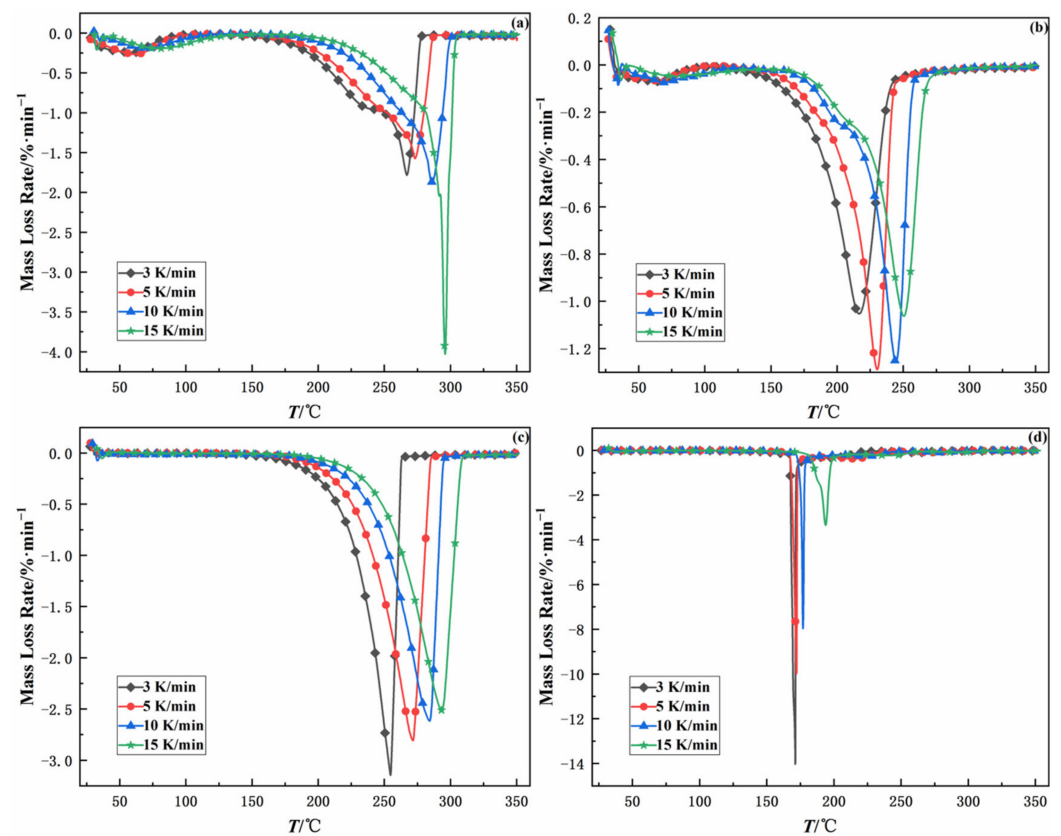 (a)
0.0
-0.5
-1.0
-1.5
-2.0
-2.5
-3.0
-3.5
-4.0
Mass Loss Rate/%·min⁻¹
3 K/min
5 K/min
10 K/min
15 K/min
50 100 150 200 250 300 350
T/℃
(b)
0.2
0.0
-0.2
-0.4
-0.6
-0.8
-1.0
-1.2
Mass Loss Rate/%·min⁻¹
3 K/min
5 K/min
10 K/min
15 K/min
50 100 150 200 250 300 350
T/℃
(c)
0.0
-0.5
-1.0
-1.5
-2.0
-2.5
-3.0
Mass Loss Rate/%·min⁻¹
3 K/min
5 K/min
10 K/min
15 K/min
50 100 150 200 250 300 350
T/℃
(d)
0
-2
-4
-6
-8
-10
-12
-14
Mass Loss Rate/%·min⁻¹
3 K/min
5 K/min
10 K/min
15 K/min
50 100 150 200 250 300 350
T/℃